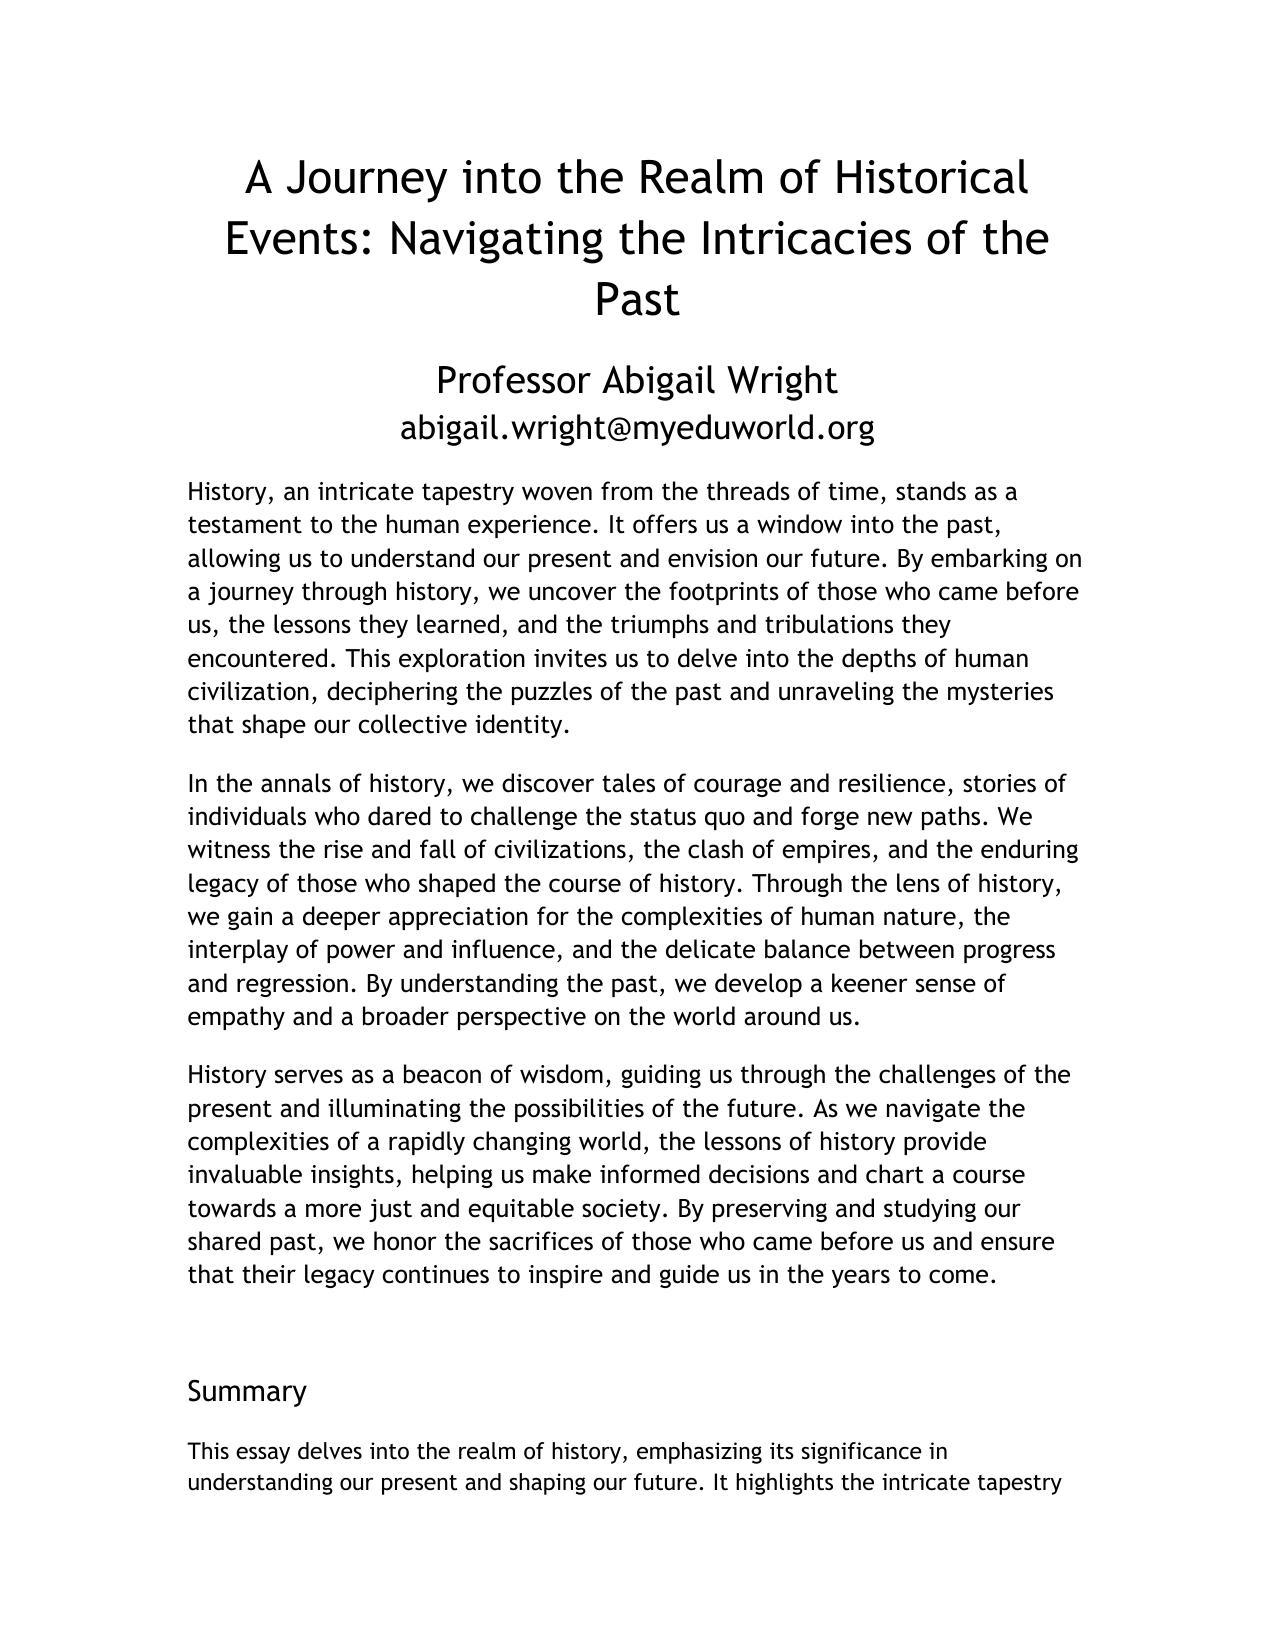 A Journey into the Realm of Historical
Events: Navigating the Intricacies of the
Past
Professor Abigail Wright
abigail.wright@myeduworld.org
History, an intricate tapestry woven from the threads of time, stands as a
testament to the human experience. It offers us a window into the past,
allowing us to understand our present and envision our future. By embarking on
a journey through history, we uncover the footprints of those who came before
us, the lessons they learned, and the triumphs and tribulations they
encountered. This exploration invites us to delve into the depths of human
civilization, deciphering the puzzles of the past and unraveling the mysteries
that shape our collective identity.
In the annals of history, we discover tales of courage and resilience, stories of
individuals who dared to challenge the status quo and forge new paths. We
witness the rise and fall of civilizations, the clash of empires, and the enduring
legacy of those who shaped the course of history. Through the lens of history,
we gain a deeper appreciation for the complexities of human nature, the
interplay of power and influence, and the delicate balance between progress
and regression. By understanding the past, we develop a keener sense of
empathy and a broader perspective on the world around us.
History serves as a beacon of wisdom, guiding us through the challenges of the
present and illuminating the possibilities of the future. As we navigate the
complexities of a rapidly changing world, the lessons of history provide
invaluable insights, helping us make informed decisions and chart a course
towards a more just and equitable society. By preserving and studying our
shared past, we honor the sacrifices of those who came before us and ensure
that their legacy continues to inspire and guide us in the years to come.
Summary
This essay delves into the realm of history, emphasizing its significance in
understanding our present and shaping our future. It highlights the intricate tapestry